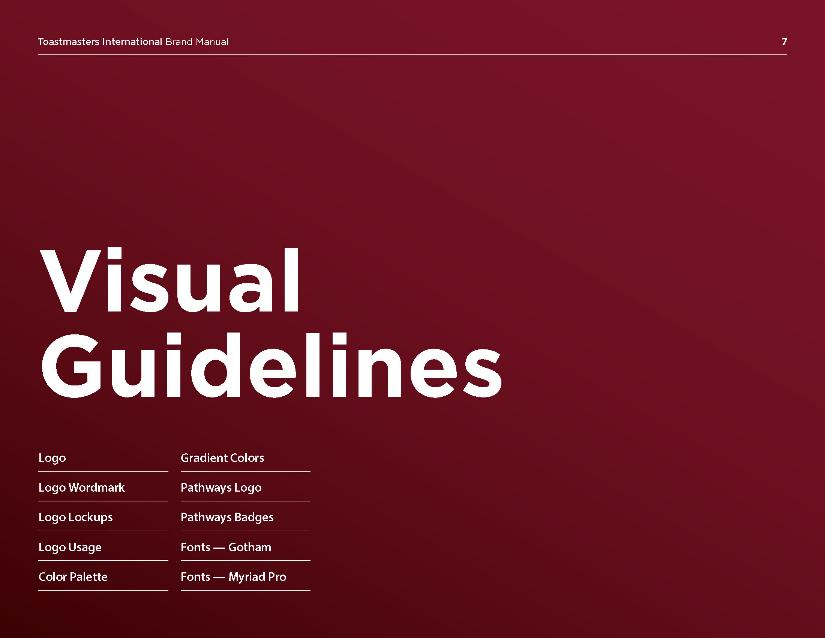 Toastmasters International Brand Manual 7
Visual
Guidelines
Logo
Logo Wordmark
Logo Lockups
Logo Usage
Color Palette
Gradient Colors
Pathways Logo
Pathways Badges
Fonts — Gotham
Fonts — Myriad Pro